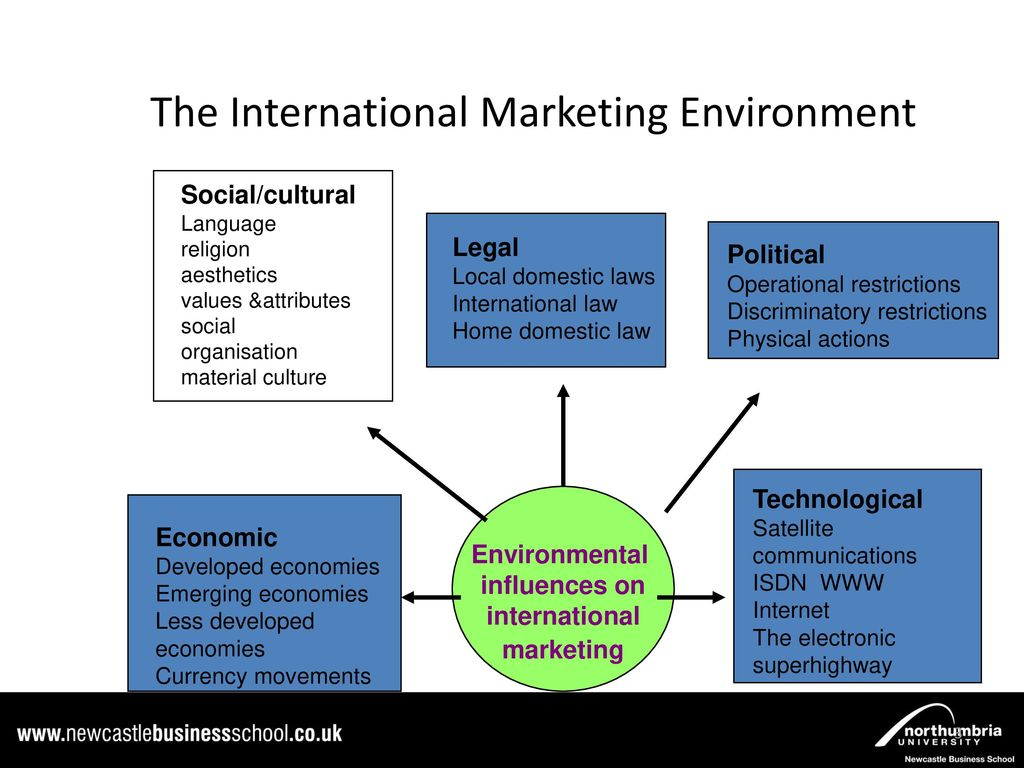 The International Marketing Environment
Social/cultural
Language
religion
aesthetics
values &attributes
social
organisation
material culture
Legal
Local domestic laws
International law
Home domestic law
Political
Operational restrictions
Discriminatory restrictions
Physical actions
Economic
Developed economies
Emerging economies
Less developed
economies
Currency movements
Environmental
influences on
international
marketing
Technological
Satellite
communications
ISDN  WWW
Internet
The electronic
superhighway
www.newcastlebusinessschool.co.uk
northumbria
UNIVERSITY
Newcastle Business School